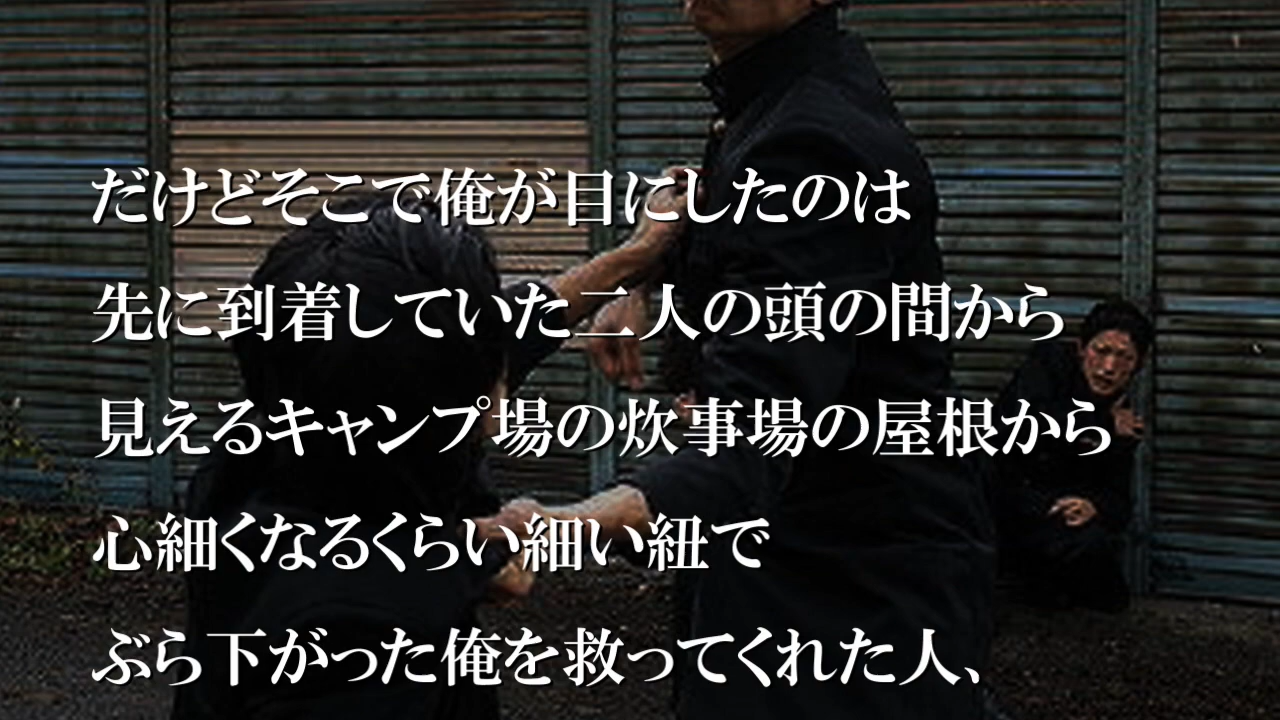 だけどそこで俺が目にしたのは
先に到着していた二人の頭の間から
見えるキャンプ場の炊事場の屋根から
心細くなるくらい細い紐で
ぶら下がった俺を救ってくれた人、